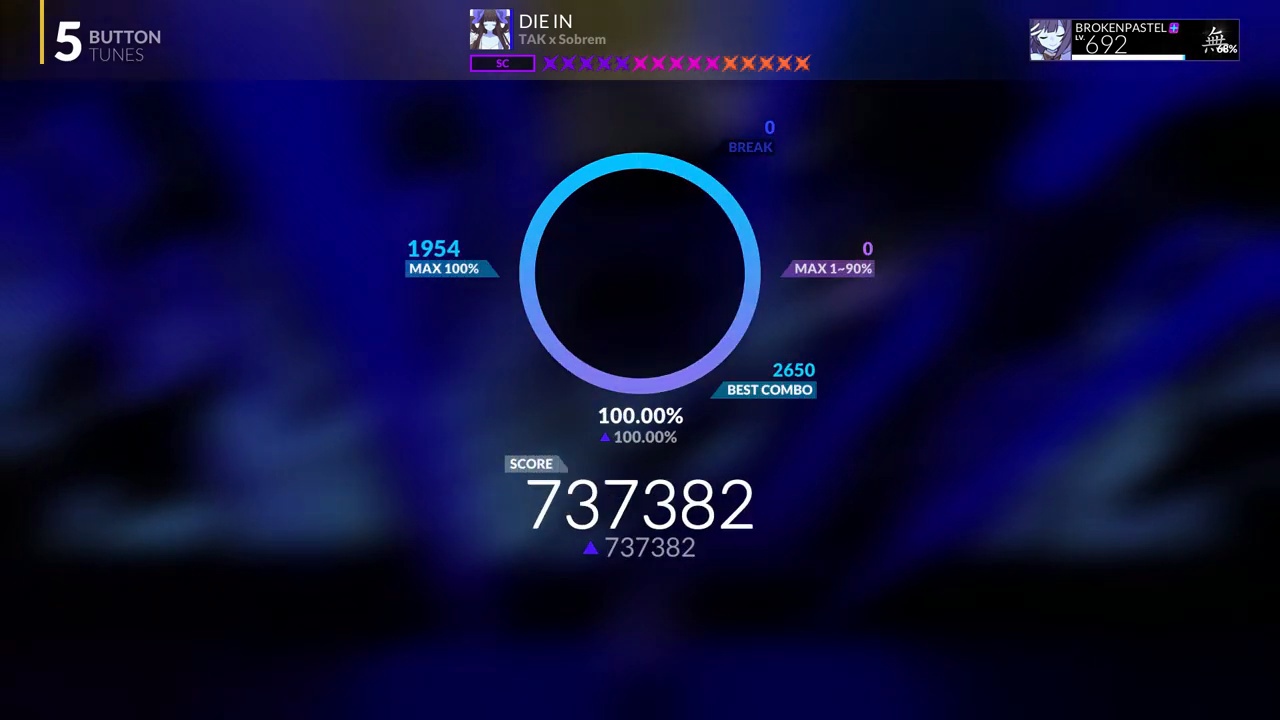 5 BUTTON
TUNES
DIE IN
TAK x Sobrem
SC
BROKENPASTEL
LV. 692
無
68%
0
BREAK
1954
MAX 100%
0
MAX 1~90%
2650
BEST COMBO
100.00%
▲ 100.00%
SCORE
737382
▲ 737382